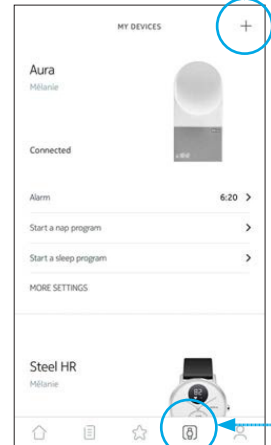 MY DEVICES +
Aura
Mélanie
Connected
Alarm 6:20 >
Start a nap program >
Start a sleep program >
MORE SETTINGS
Steel HR
Mélanie